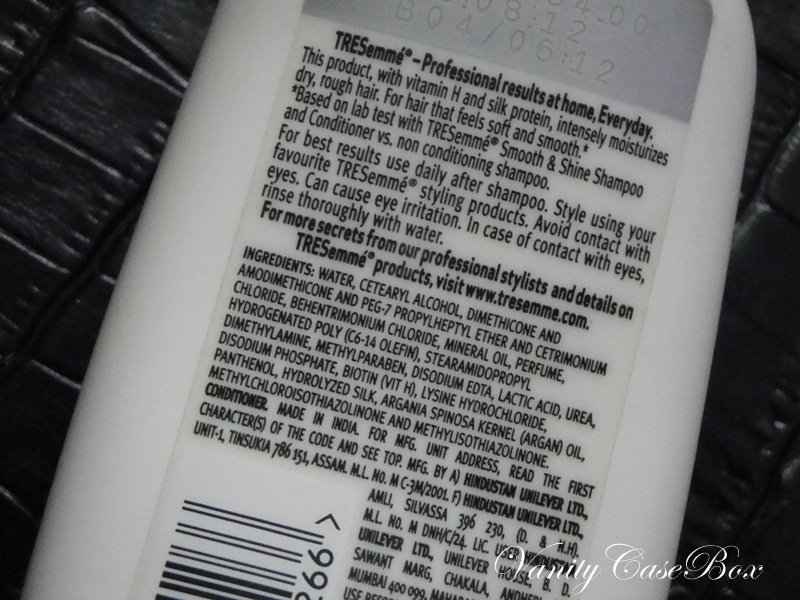 :08:12
B04/06:12
TRESemmé® – Professional results at home, Everyday.
This product, with vitamin H and silk protein, intensely moisturizes
dry, rough hair. For hair that feels soft and smooth.*
*Based on lab test with TRESemmé® Smooth & Shine Shampoo
and Conditioner vs. non conditioning shampoo.
For best results use daily after shampoo. Style using your
favourite TRESemmé® styling products. Avoid contact with
eyes. Can cause eye irritation. In case of contact with eyes,
rinse thoroughly with water.
For more secrets from our professional stylists and details on
TRESemmé® products, visit www.tresemme.com.
INGREDIENTS: WATER, CETEARYL ALCOHOL, DIMETHICONE AND
AMODIMETHICONE AND PEG-7 PROPYLHEPTYL ETHER AND CETRIMONIUM
CHLORIDE, BEHENTRIMONIUM CHLORIDE, MINERAL OIL, PERFUME,
HYDROGENATED POLY (C6-14 OLEFIN), STEARAMIDOPROPYL
DIMETHYLAMINE, METHYLPARABEN, DISODIUM EDTA, LACTIC ACID, UREA,
DISODIUM PHOSPHATE, BIOTIN (VIT H), LYSINE HYDROCHLORIDE,
PANTHENOL, HYDROLYZED SILK, ARGANIA SPINOSA KERNEL (ARGAN) OIL,
METHYLCHLOROISOTHIAZOLINONE AND METHYLISOTHIAZOLINONE.
CONDITIONER. MADE IN INDIA. FOR MFG. UNIT ADDRESS, READ THE FIRST
CHARACTER(S) OF THE CODE AND SEE TOP. MFG. BY A) HINDUSTAN UNILEVER LTD.,
UNIT-1, TINSUKIA 786 151, ASSAM. M.L. NO. M C-3M/2001. F) HINDUSTAN UNILEVER LTD.,
AMLI, SILVASSA 396 230, (D. & N.H),
M.L. NO. M DNH/C/24. LIC. USER
UNILEVER LTD., UNILEVER HOUSE, B. D.
SAWANT MARG, CHAKALA, ANDHERI
MUMBAI 400 099,
USE BEFORE
266 >
Vanity CaseBox